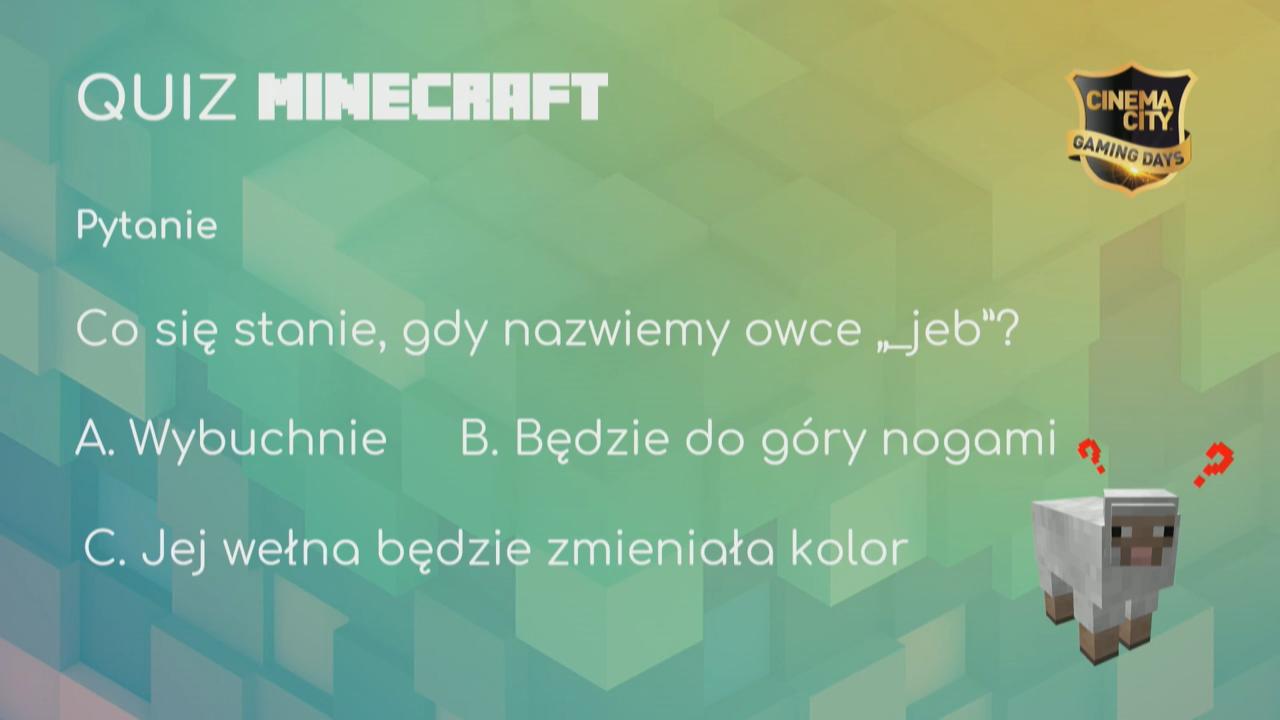 QUIZ MINECRAFT
CINEMA
CITY
GAMING DAYS
Pytanie
Co się stanie, gdy nazwiemy owce „_jeb”?
A. Wybuchnie B. Będzie do góry nogami
? ?
C. Jej wełna będzie zmieniała kolor